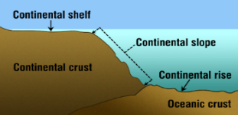 Continental shelf
Continental slope
Continental crust
Continental rise
Oceanic crust